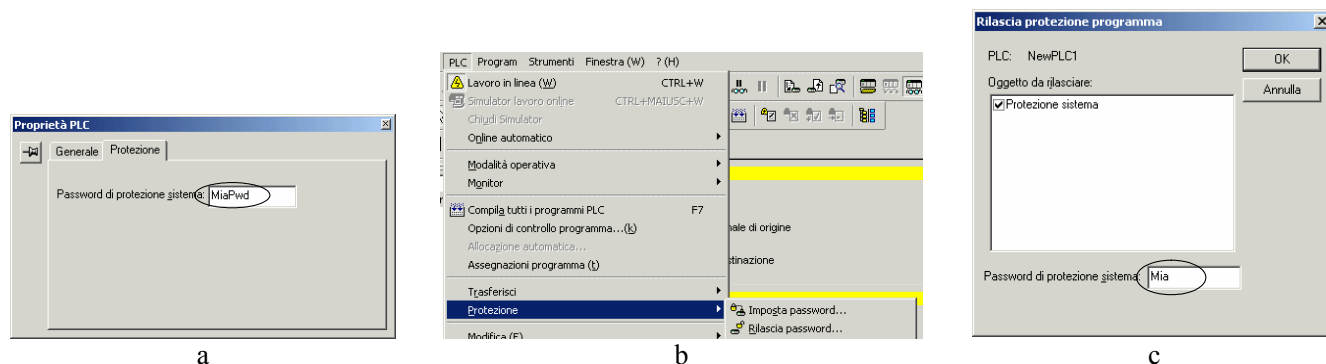 Proprietà PLC
Generale Protezione
Password di protezione sistema: MiaPwd
a
PLC Program Strumenti Finestra (W) ? (H)
Lavoro in linea (W) CTRL+W
Simulator lavoro online CTRL+MAIUSC+W
Chiudi Simulator
Online automatico
Modalità operativa
Monitor
Compila tutti i programmi PLC F7
Opzioni di controllo programma...(k)
Allocazione automatica...
Assegnazioni programma (t)
Trasferisci
Protezione
Modifica (E)
nale di origine
stinazione
Imposta password...
Rilascia password...
b
Rilascia protezione programma
PLC: NewPLC1
OK
Oggetto da rilasciare:
Annulla
Protezione sistema
Password di protezione sistema: Mia
c